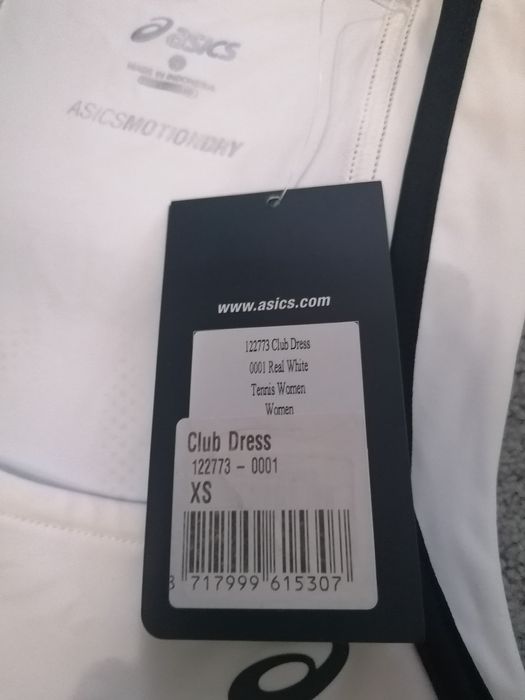 asics
MADE IN INDONESIA
ASICSMOTIONDRY
www.asics.com
122773 Club Dress
0001 Real White
Tennis Women
Women
Club Dress
122773 - 0001
XS
8 717999 615307